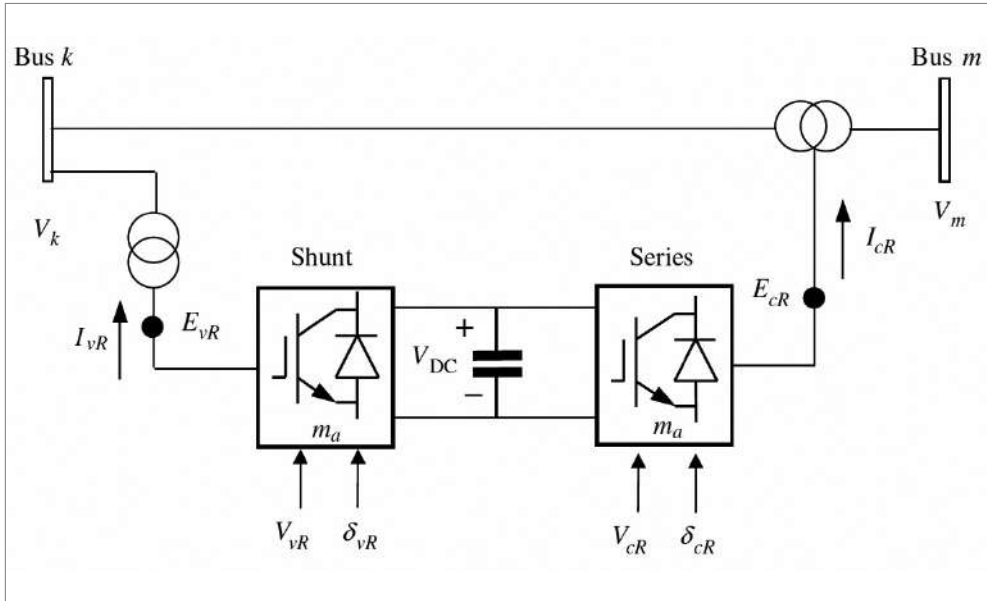 Bus k
Bus m
V_k
V_m
Shunt
Series
I_cR
E_cR
E_vR
I_vR
+
V_DC
−
m_a
m_a
V_vR
δ_vR
V_cR
δ_cR